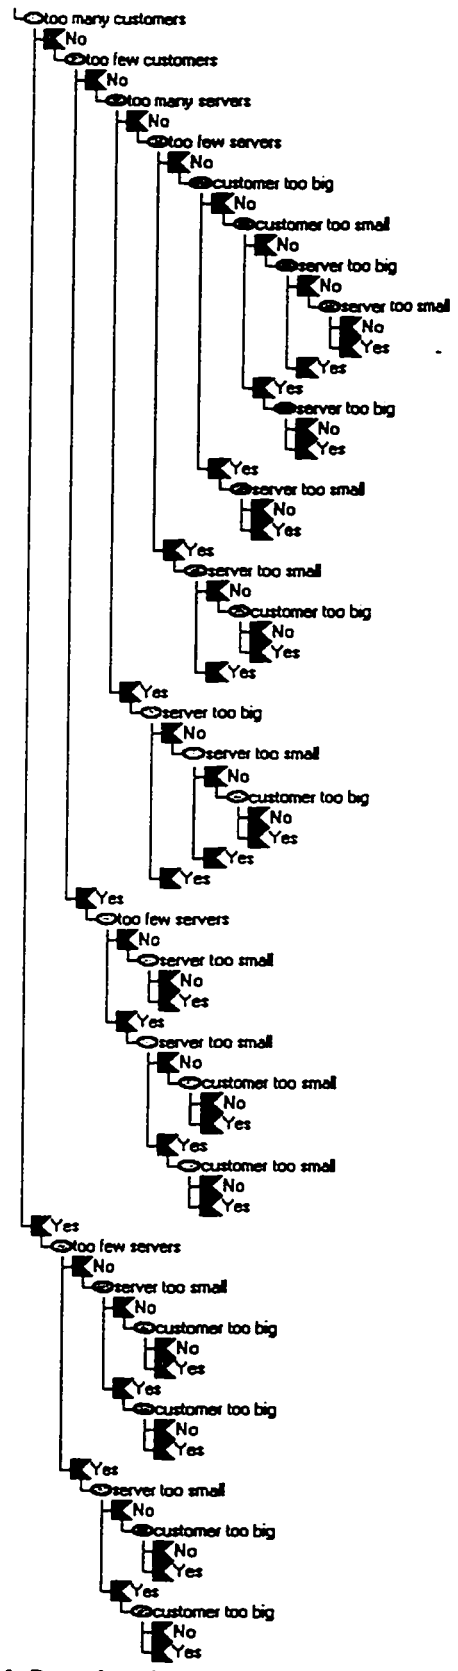 too many customers
No
too few customers
No
too many servers
No
too few servers
No
customer too big
No
customer too small
No
server too big
No
server too small
No
Yes
Yes
Yes
server too big
No
Yes
Yes
server too small
No
Yes
Yes
server too small
No
customer too big
No
Yes
Yes
Yes
server too big
No
server too small
No
customer too big
No
Yes
Yes
Yes
Yes
too few servers
No
server too small
No
Yes
Yes
server too small
No
customer too small
No
Yes
Yes
customer too small
No
Yes
Yes
too few servers
No
server too small
No
customer too big
No
Yes
Yes
customer too big
No
Yes
Yes
server too small
No
customer too big
No
Yes
Yes
customer too big
No
Yes